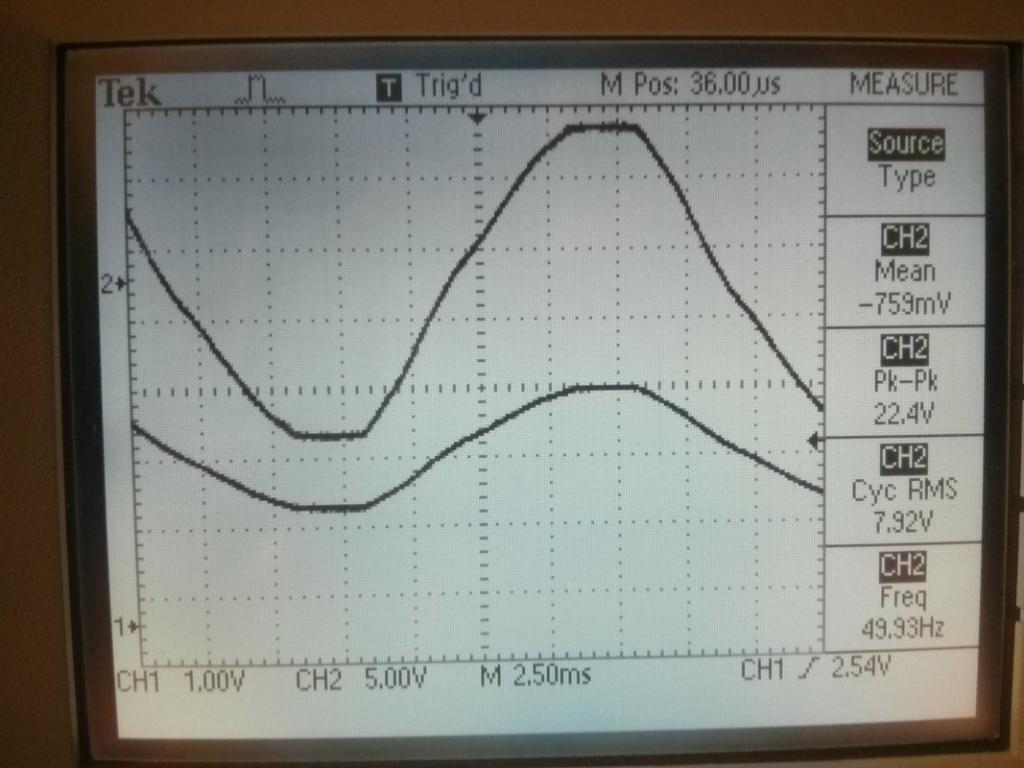 Tek T Trig'd M Pos: 36.00µs MEASURE
Source
Type
CH2
Mean
-759mV
CH2
Pk-Pk
22.4V
CH2
Cyc RMS
7.92V
CH2
Freq
49.93Hz
2
1
CH1 1.00V CH2 5.00V M 2.50ms CH1 2.54V